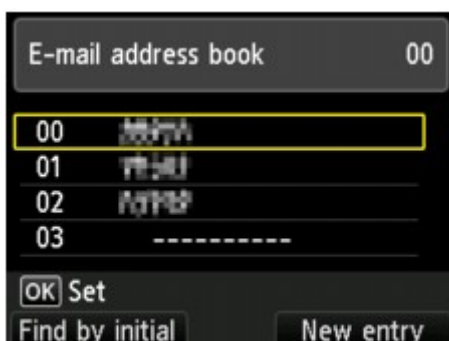 E-mail address book 00
00
01
02
03 ----------
OK Set
Find by initial New entry